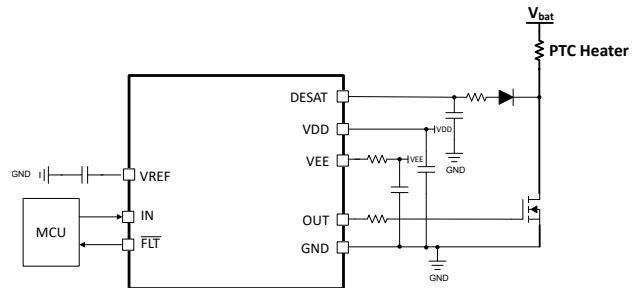 Vbat
PTC Heater
DESAT
VDD
VDD
GND
VEE
VEE
GND
VREF
MCU
IN
FLT
OUT
GND
GND